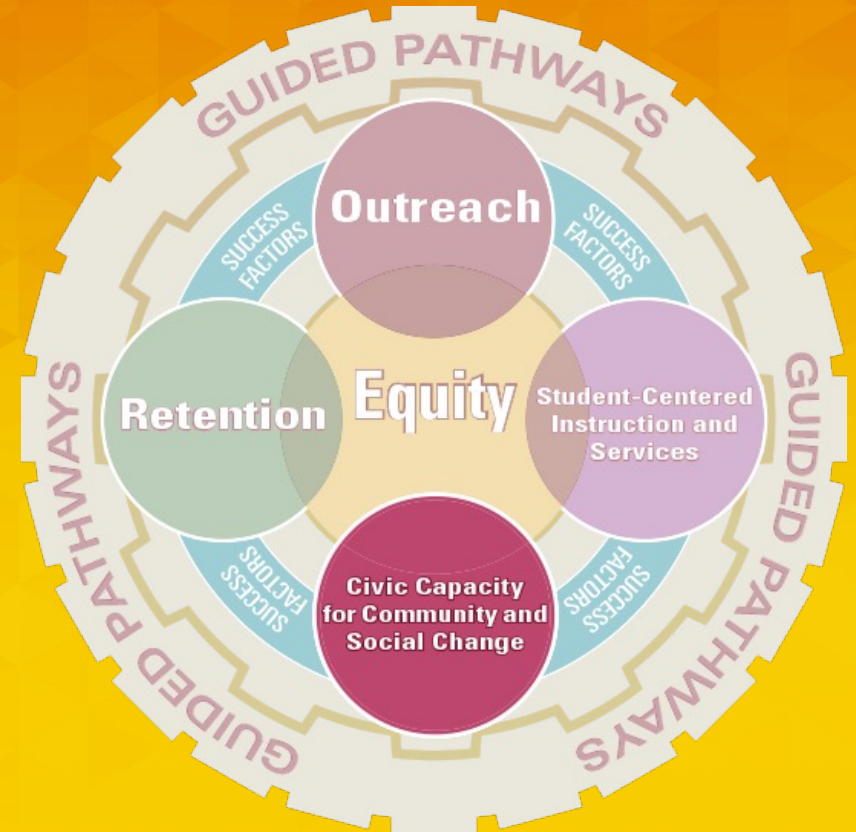 GUIDED PATHWAYS
Outreach
SUCCESS
FACTORS
SUCCESS
FACTORS
Retention
Equity
Student-Centered
Instruction and
Services
GUIDED PATHWAYS
GUIDED PATHWAYS
SUCCESS
FACTORS
SUCCESS
FACTORS
Civic Capacity
for Community and
Social Change